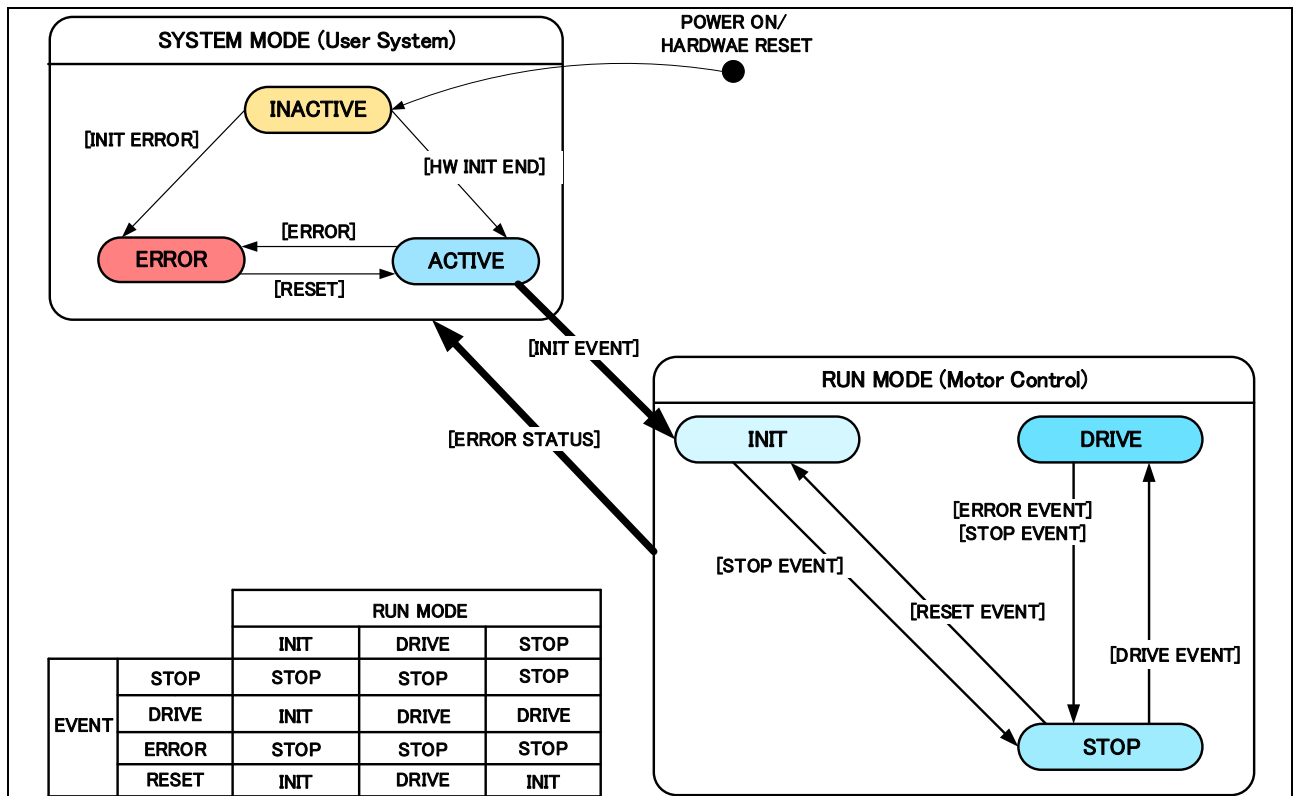 POWER ON/
HARDWAE RESET
SYSTEM MODE (User System)
INACTIVE
[INIT ERROR]
[HW INIT END]
[ERROR]
ERROR
ACTIVE
[RESET]
[INIT EVENT]
[ERROR STATUS]
RUN MODE (Motor Control)
INIT
DRIVE
[ERROR EVENT]
[STOP EVENT]
[STOP EVENT]
[RESET EVENT]
[DRIVE EVENT]
STOP
RUN MODE
INIT DRIVE STOP
EVENT
STOP STOP STOP STOP
DRIVE INIT DRIVE DRIVE
ERROR STOP STOP STOP
RESET INIT DRIVE INIT